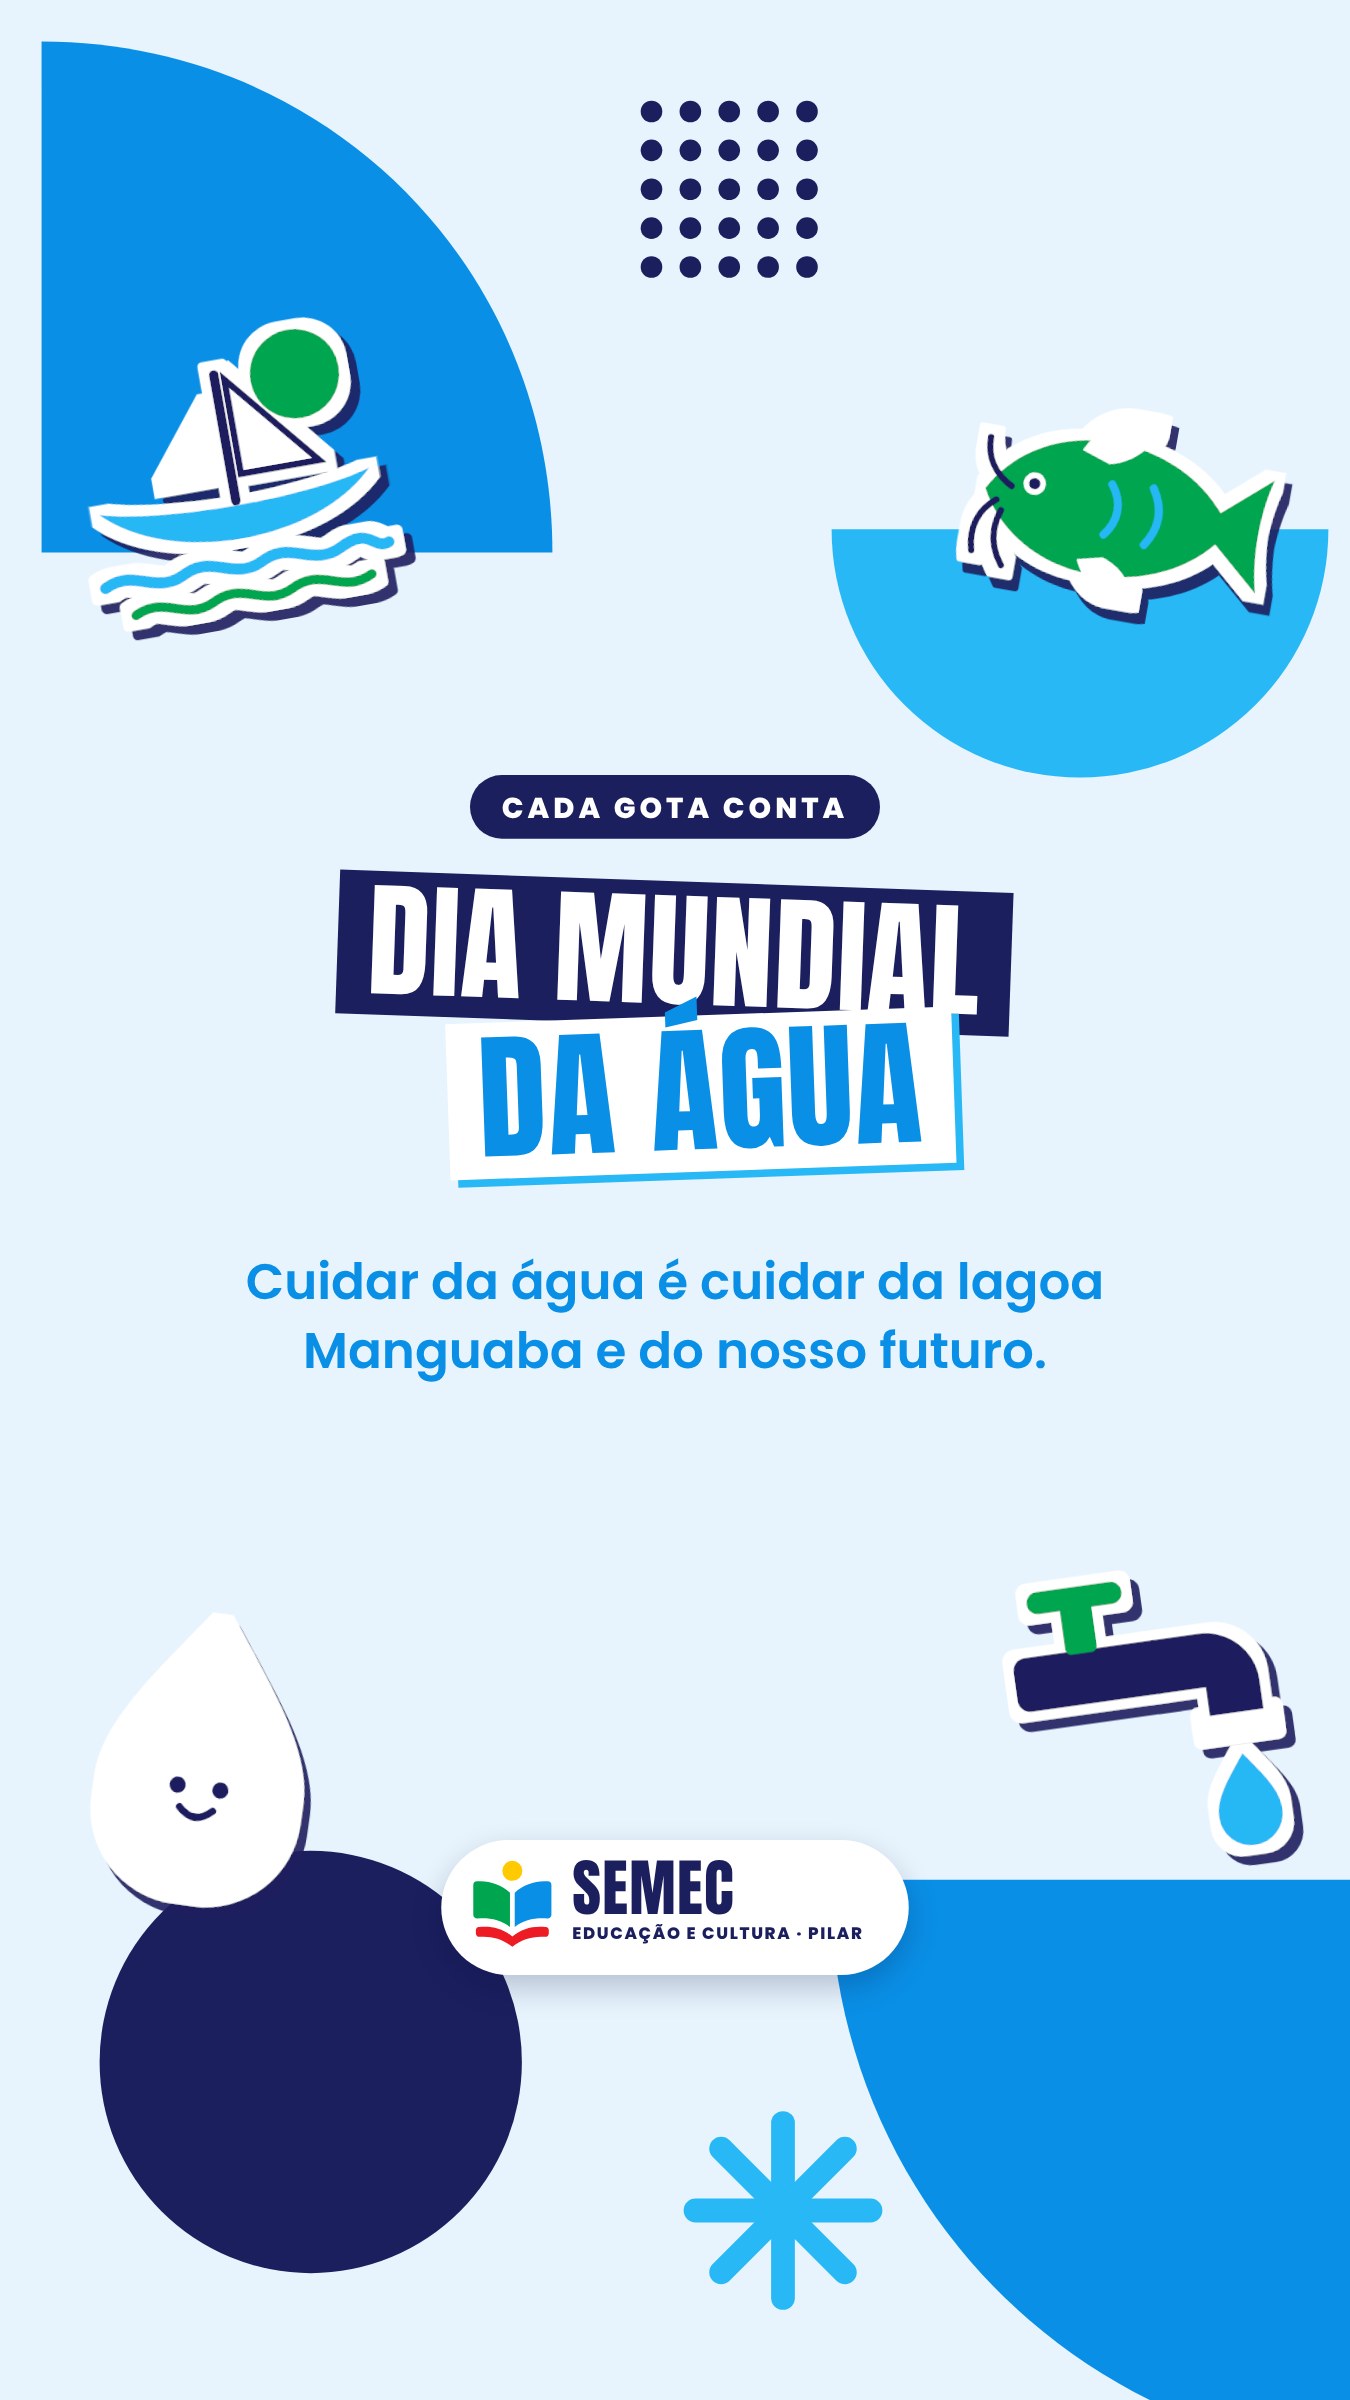 CADA GOTA CONTA
DIA MUNDIAL
DA ÁGUA
Cuidar da água é cuidar da lagoa
Manguaba e do nosso futuro.
SEMEC
EDUCAÇÃO E CULTURA · PILAR